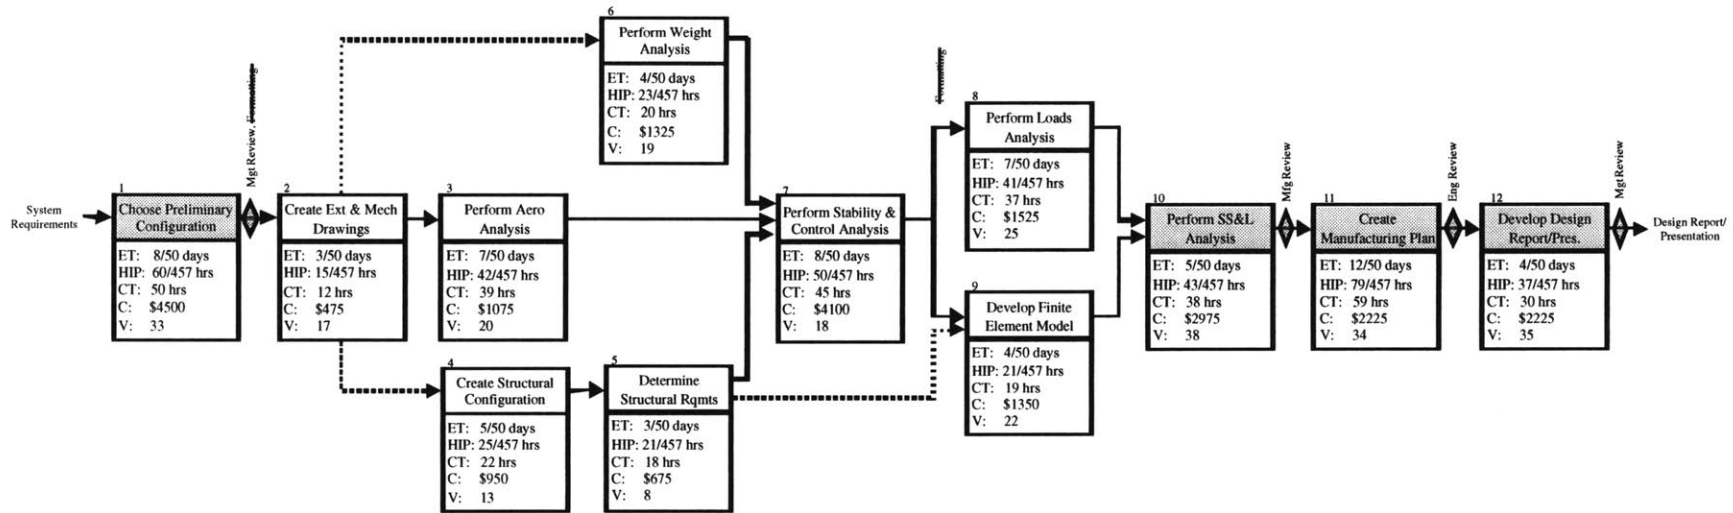 System
Requirements
1
Choose Preliminary
Configuration
ET: 8/50 days
HIP: 60/457 hrs
CT: 50 hrs
C: $4500
V: 33
Mgt Review, Formatting
2
Create Ext & Mech
Drawings
ET: 3/50 days
HIP: 15/457 hrs
CT: 12 hrs
C: $475
V: 17
3
Perform Aero
Analysis
ET: 7/50 days
HIP: 42/457 hrs
CT: 39 hrs
C: $1075
V: 20
4
Create Structural
Configuration
ET: 5/50 days
HIP: 25/457 hrs
CT: 22 hrs
C: $950
V: 13
5
Determine
Structural Rqmts
ET: 3/50 days
HIP: 21/457 hrs
CT: 18 hrs
C: $675
V: 8
6
Perform Weight
Analysis
ET: 4/50 days
HIP: 23/457 hrs
CT: 20 hrs
C: $1325
V: 19
7
Perform Stability &
Control Analysis
ET: 8/50 days
HIP: 50/457 hrs
CT: 45 hrs
C: $4100
V: 18
Formatting
8
Perform Loads
Analysis
ET: 7/50 days
HIP: 41/457 hrs
CT: 37 hrs
C: $1525
V: 25
9
Develop Finite
Element Model
ET: 4/50 days
HIP: 21/457 hrs
CT: 19 hrs
C: $1350
V: 22
10
Perform SS&L
Analysis
ET: 5/50 days
HIP: 43/457 hrs
CT: 38 hrs
C: $2975
V: 38
Mfg Review
11
Create
Manufacturing Plan
ET: 12/50 days
HIP: 79/457 hrs
CT: 59 hrs
C: $2225
V: 34
Eng Review
12
Develop Design
Report/Pres.
ET: 4/50 days
HIP: 37/457 hrs
CT: 30 hrs
C: $2225
V: 35
Mgt Review
Design Report/
Presentation